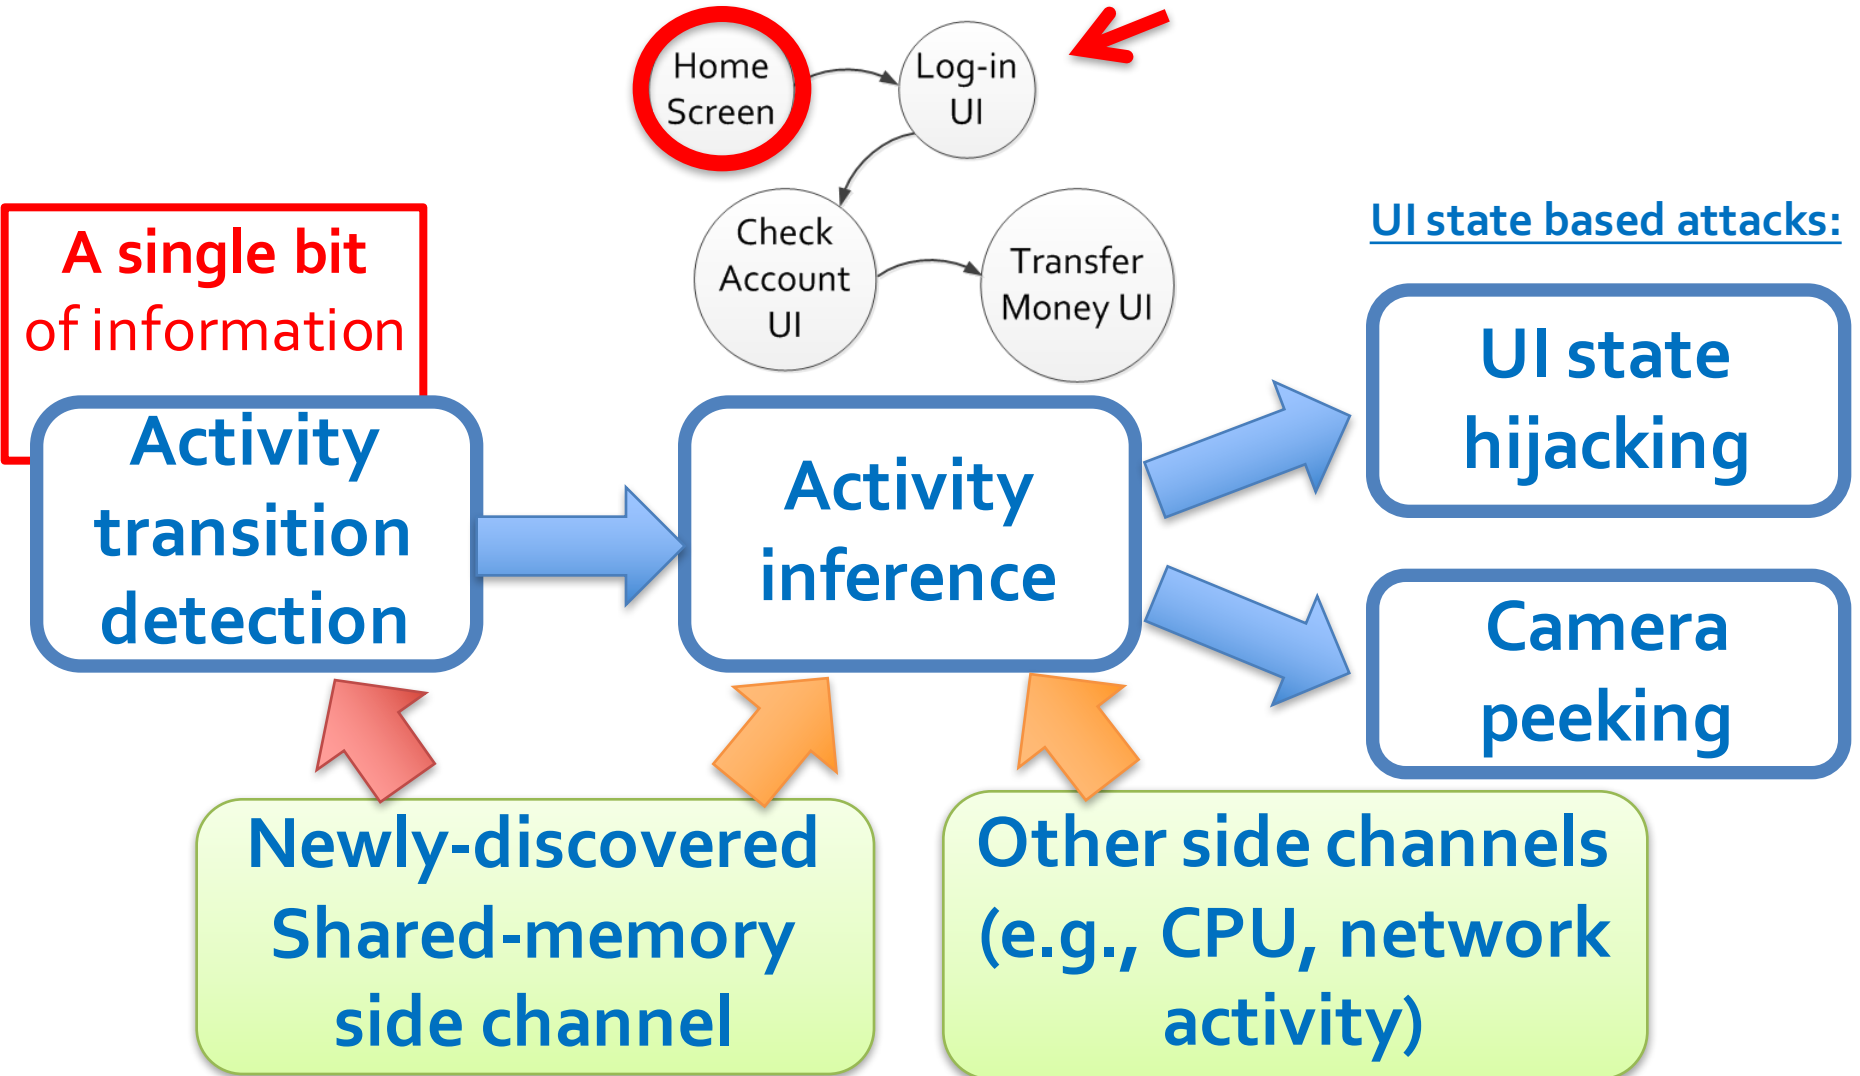 Home
Screen
Log-in
UI
Check
Account
UI
Transfer
Money UI
A single bit
of information
UI state based attacks:
Activity
transition
detection
Activity
inference
UI state
hijacking
Camera
peeking
Newly-discovered
Shared-memory
side channel
Other side channels
(e.g., CPU, network
activity)